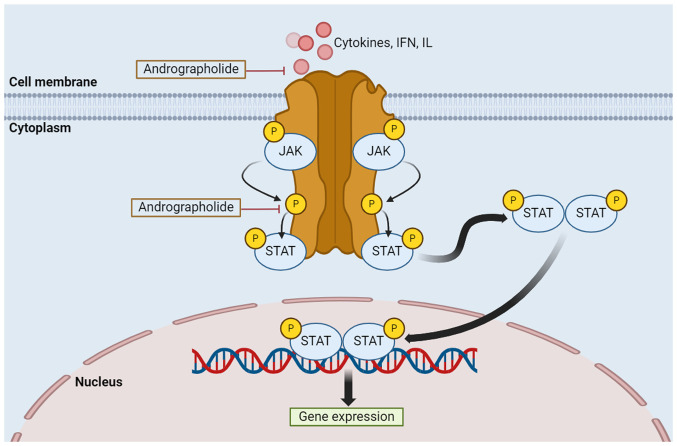 Cytokines, IFN, IL
Andrographolide
Cell membrane
Cytoplasm
P
P
JAK
JAK
Andrographolide
P
P
P
P
STAT
STAT
P
P
STAT
STAT
P
P
STAT
STAT
Nucleus
Gene expression